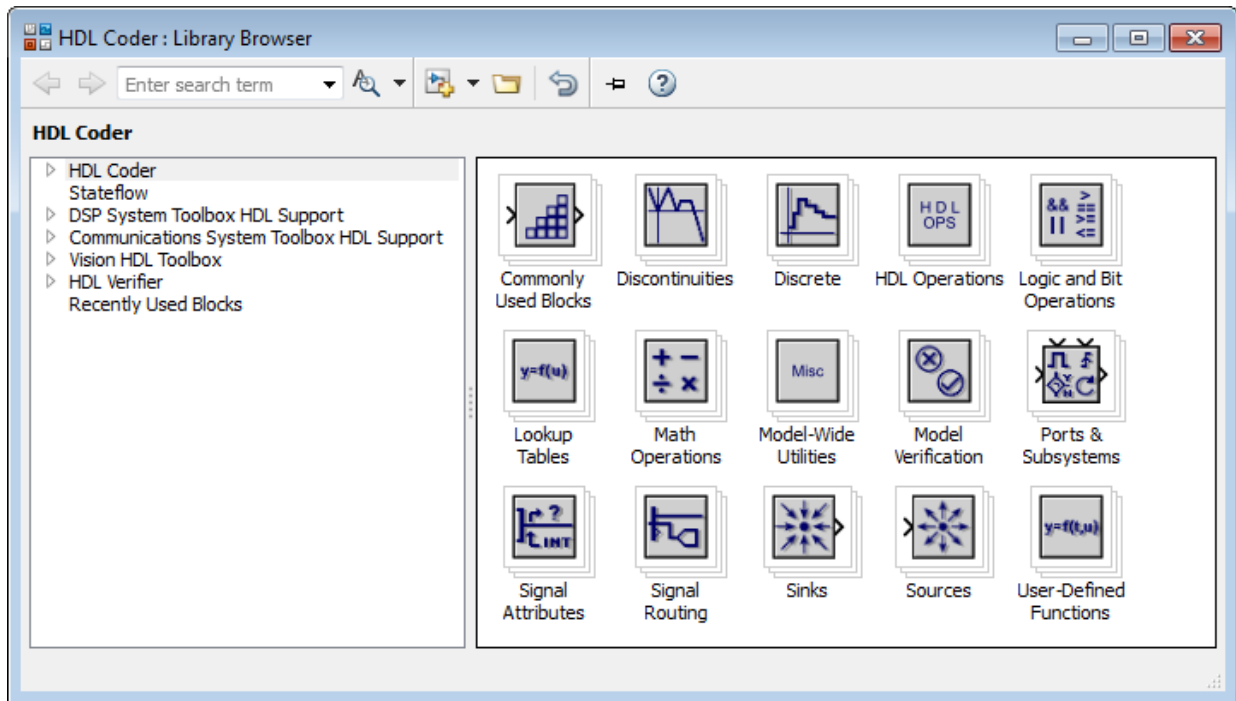 HDL Coder : Library Browser
Enter search term
HDL Coder
HDL Coder
Stateflow
DSP System Toolbox HDL Support
Communications System Toolbox HDL Support
Vision HDL Toolbox
HDL Verifier
Recently Used Blocks
HDL
OPS
&& > == >= <=
||
Commonly
Used Blocks
Discontinuities
Discrete
HDL Operations
Logic and Bit
Operations
y=f(u)
+ −
÷ ×
Misc
Y
N
Lookup
Tables
Math
Operations
Model-Wide
Utilities
Model
Verification
Ports &
Subsystems
?
t INT
y=f(t,u)
Signal
Attributes
Signal
Routing
Sinks
Sources
User-Defined
Functions